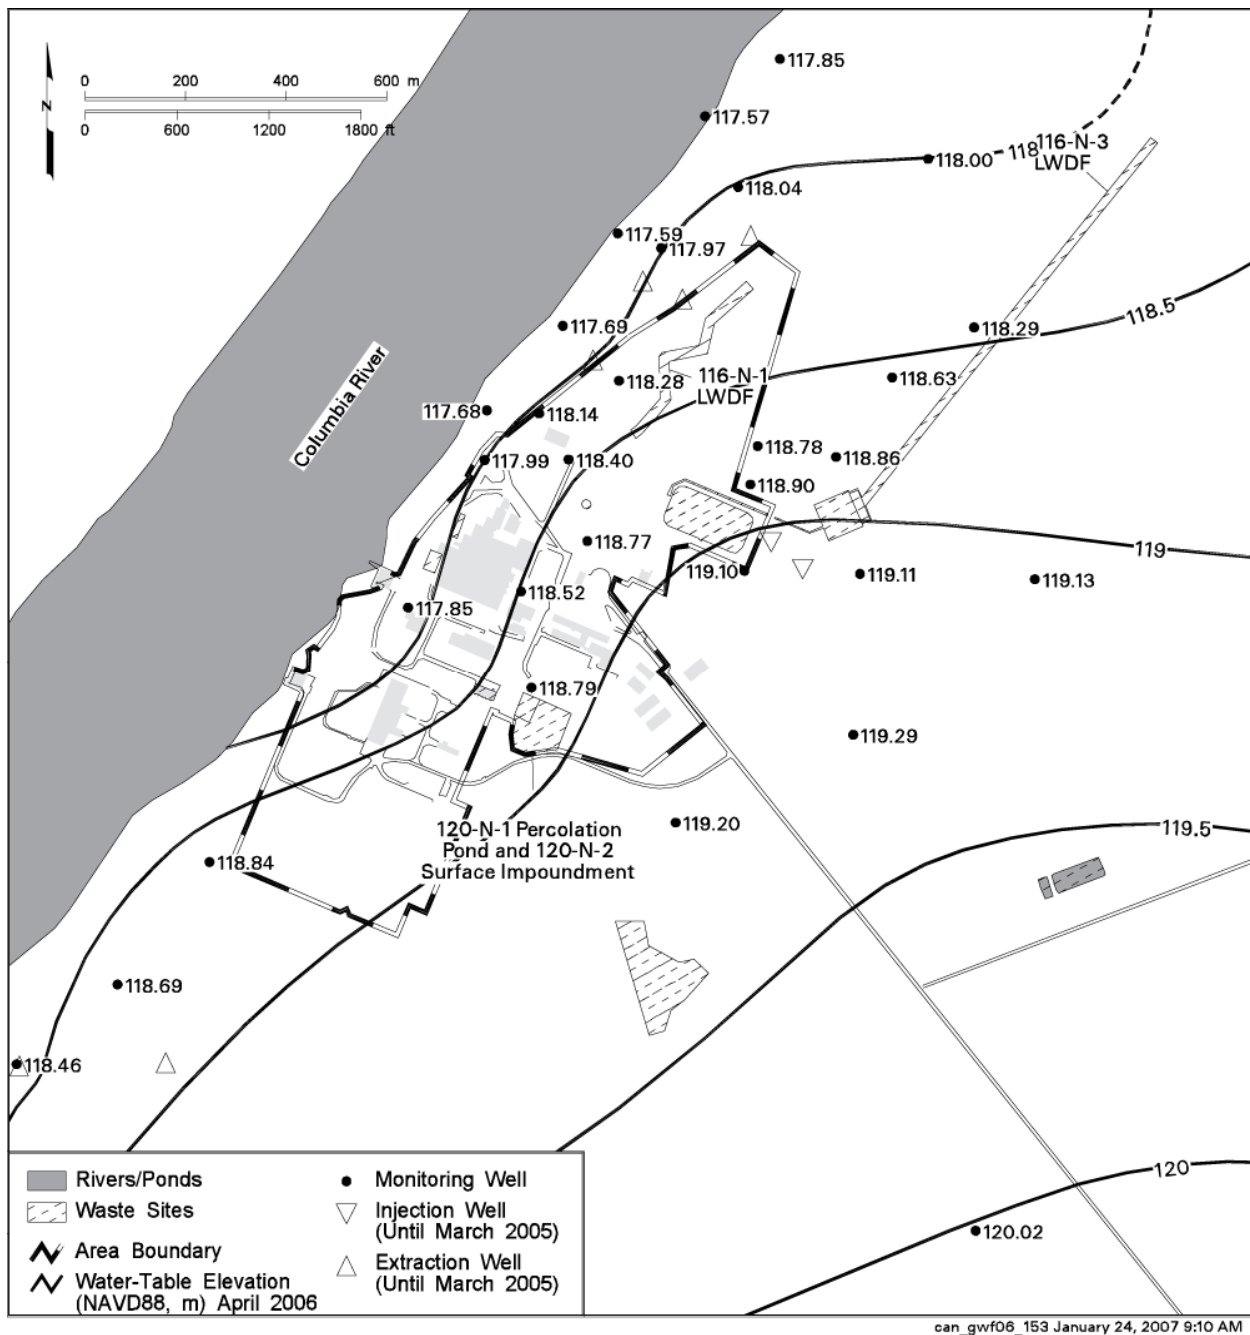 117.85
0 200 400 600 m
N
0 600 1200 1800 ft
117.57
118
116-N-3
LWDF
118.00
118.04
117.59
117.97
118.5
117.69
118.29
Columbia River
118.28
116-N-1
LWDF
118.63
117.68
118.14
118.78
118.86
117.99
118.40
118.90
118.77
119
119.10
119.11
119.13
118.52
117.85
118.79
119.29
119.20
119.5
120-N-1 Percolation
Pond and 120-N-2
Surface Impoundment
118.84
118.69
118.46
120
120.02
Rivers/Ponds
Waste Sites
Area Boundary
Water-Table Elevation
(NAVD88, m) April 2006
Monitoring Well
Injection Well
(Until March 2005)
Extraction Well
(Until March 2005)
can_gwf06_153 January 24, 2007 9:10 AM